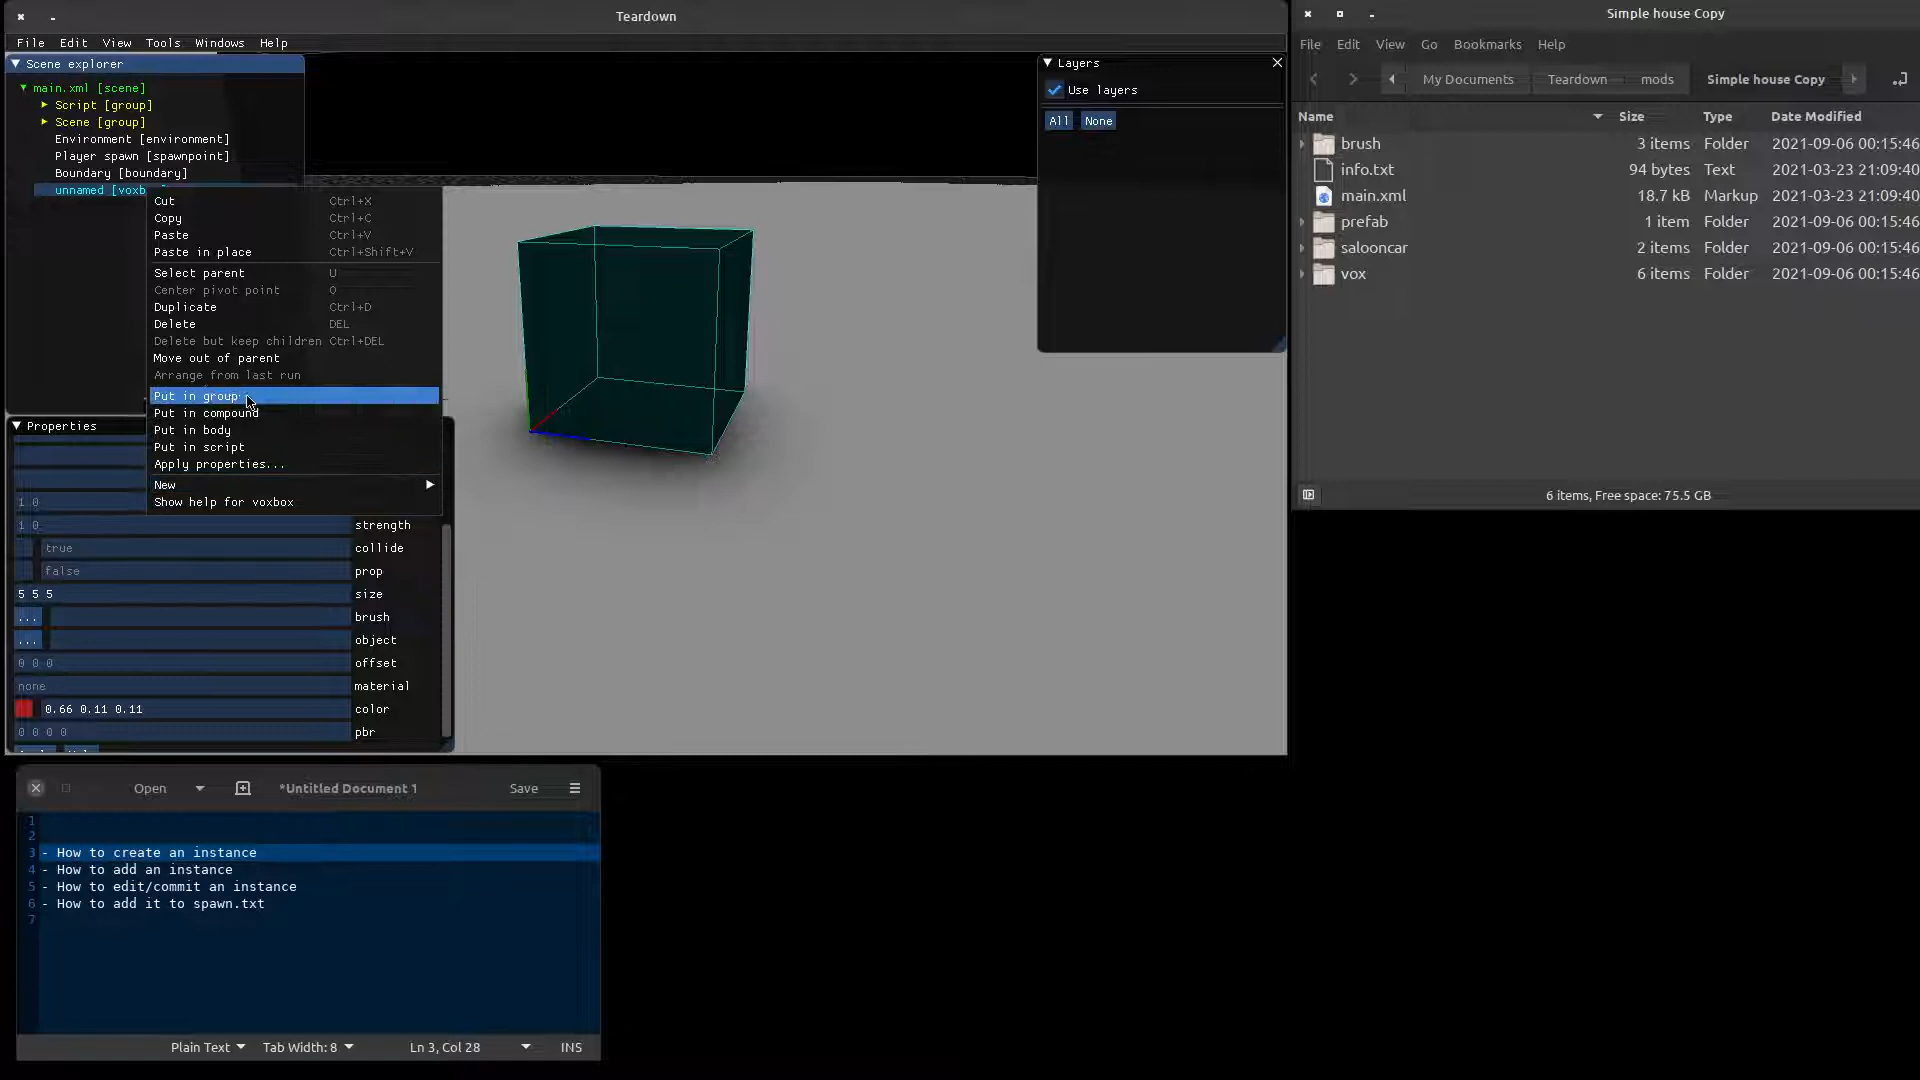 Teardown
File Edit View Tools Windows Help
Scene explorer
main.xml [scene]
Script [group]
Scene [group]
Environment [environment]
Player spawn [spawnpoint]
Boundary [boundary]
unnamed [voxb
Cut Ctrl+X
Copy Ctrl+C
Paste Ctrl+V
Paste in place Ctrl+Shift+V
Select parent U
Center pivot point O
Duplicate Ctrl+D
Delete DEL
Delete but keep children Ctrl+DEL
Move out of parent
Arrange from last run
Put in group
Put in compound
Put in body
Put in script
Apply properties...
New
Show help for voxbox
Properties
1 0
1 0 strength
true collide
false prop
5 5 5 size
... brush
... object
0 0 0 offset
none material
0.66 0.11 0.11 color
0 0 0 0 pbr
Layers
Use layers
All None
Simple house Copy
File Edit View Go Bookmarks Help
My Documents Teardown mods Simple house Copy
Name Size Type Date Modified
brush 3 items Folder 2021-09-06 00:15:46
info.txt 94 bytes Text 2021-03-23 21:09:40
main.xml 18.7 kB Markup 2021-03-23 21:09:40
prefab 1 item Folder 2021-09-06 00:15:46
salooncar 2 items Folder 2021-09-06 00:15:46
vox 6 items Folder 2021-09-06 00:15:46
6 items, Free space: 75.5 GB
Open *Untitled Document 1 Save
1
2
3 - How to create an instance
4 - How to add an instance
5 - How to edit/commit an instance
6 - How to add it to spawn.txt
7
Plain Text Tab Width: 8 Ln 3, Col 28 INS